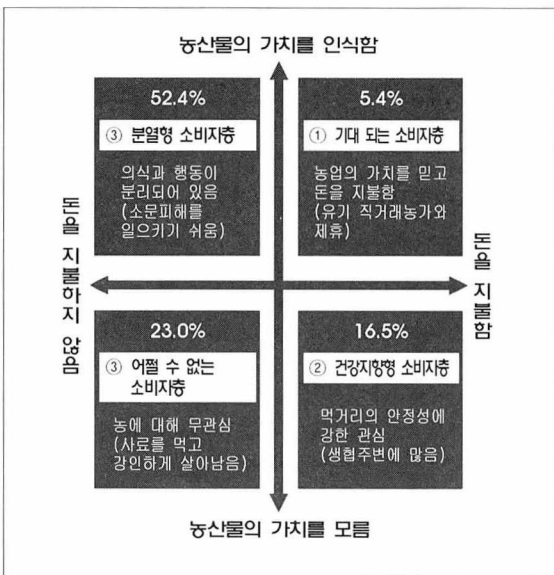 농산물의 가치를 인식함
52.4%
③ 분열형 소비자층
의식과 행동이
분리되어 있음
(소문피해를
일으키기 쉬움)
5.4%
① 기대 되는 소비자층
농업의 가치를 믿고
돈을 지불함
(유기 직거래농가와
제휴)
돈을 지불하지 않음
돈을 지불함
23.0%
③ 어쩔 수 없는
소비자층
농에 대해 무관심
(사료를 먹고
강인하게 살아남음)
16.5%
② 건강지향형 소비자층
먹거리의 안정성에
강한 관심
(생협주변에 많음)
농산물의 가치를 모름